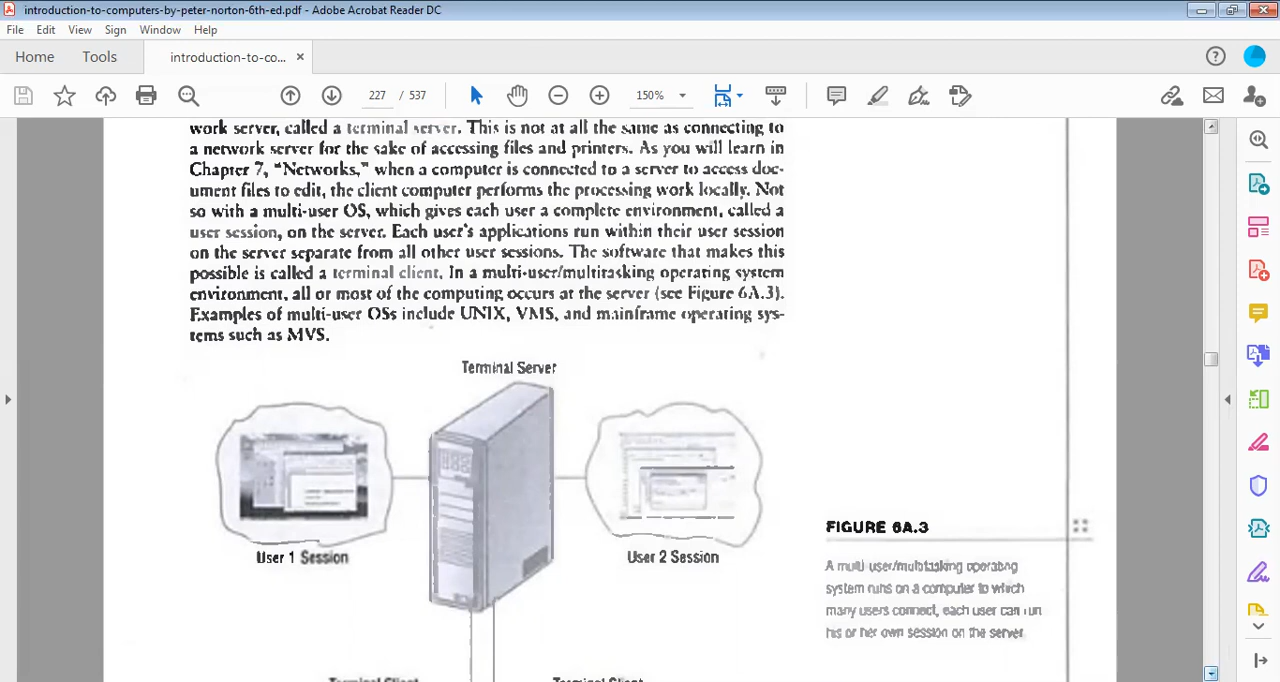 introduction-to-computers-by-peter-norton-6th-ed.pdf - Adobe Acrobat Reader DC
File Edit View Sign Window Help
Home Tools introduction-to-co... ×
227 / 537 150%
work server, called a terminal server. This is not at all the same as connecting to
a network server for the sake of accessing files and printers. As you will learn in
Chapter 7, "Networks," when a computer is connected to a server to access doc-
ument files to edit, the client computer performs the processing work locally. Not
so with a multi-user OS, which gives each user a complete environment, called a
user session, on the server. Each user's applications run within their user session
on the server separate from all other user sessions. The software that makes this
possible is called a terminal client. In a multi-user/multitasking operating system
environment, all or most of the computing occurs at the server (see Figure 6A.3).
Examples of multi-user OSs include UNIX, VMS, and mainframe operating sys-
tems such as MVS.
Terminal Server
User 1 Session
User 2 Session
FIGURE 6A.3
A multi-user/multitasking operating
system runs on a computer to which
many users connect, each user can run
his or her own session on the server
Terminal Client Terminal Client